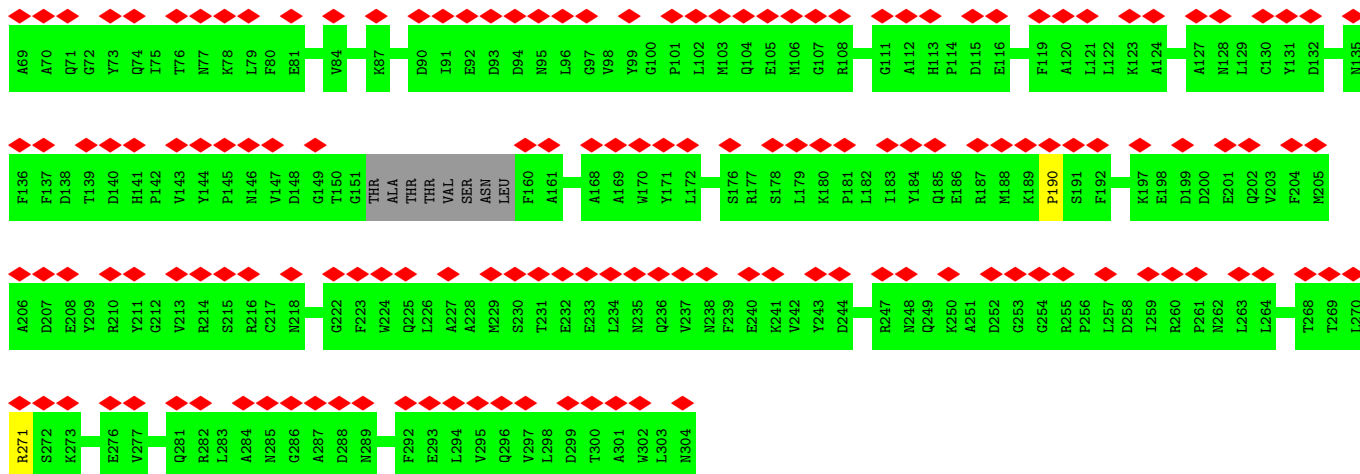 A69 A70 Q71 G72 Y73 Q74 I75 T76 N77 K78 L79 F80 E81 V84 K87 D90 I91 E92 D93 D94 N95 L96 G97 V98 Y99 G100 P101 L102 M103 Q104 E105 M106 G107 R108 G111 A112 H113 P114 D115 E116 F119 A120 L121 L122 K123 A124 A127 N128 L129 C130 Y131 D132 N135
F136 F137 D138 T139 D140 H141 P142 V143 Y144 P145 N146 V147 D148 G149 T150 G151 THR ALA THR THR VAL SER ASN LEU F160 A161 A168 A169 W170 Y171 L172 S176 R177 S178 L179 K180 P181 L182 I183 Y184 Q185 E186 R187 M188 K189 P190 S191 F192 K197 E198 D199 D200 E201 Q202 V203 F204 M205
A206 D207 E208 Y209 R210 Y211 G212 V213 R214 S215 R216 C217 N218 G222 F223 W224 Q225 L226 A227 A228 M229 S230 T231 E232 E233 L234 N235 Q236 V237 N238 F239 E240 K241 V242 Y243 D244 R247 N248 Q249 K250 A251 D252 G253 G254 R255 P256 L257 D258 I259 R260 P261 N262 L263 L264 T268 T269 L270
R271 S272 K273 E276 V277 Q281 R282 L283 A284 N285 G286 A287 D288 N289 F292 E293 L294 V295 Q296 V297 L298 D299 T300 A301 W302 L303 N304